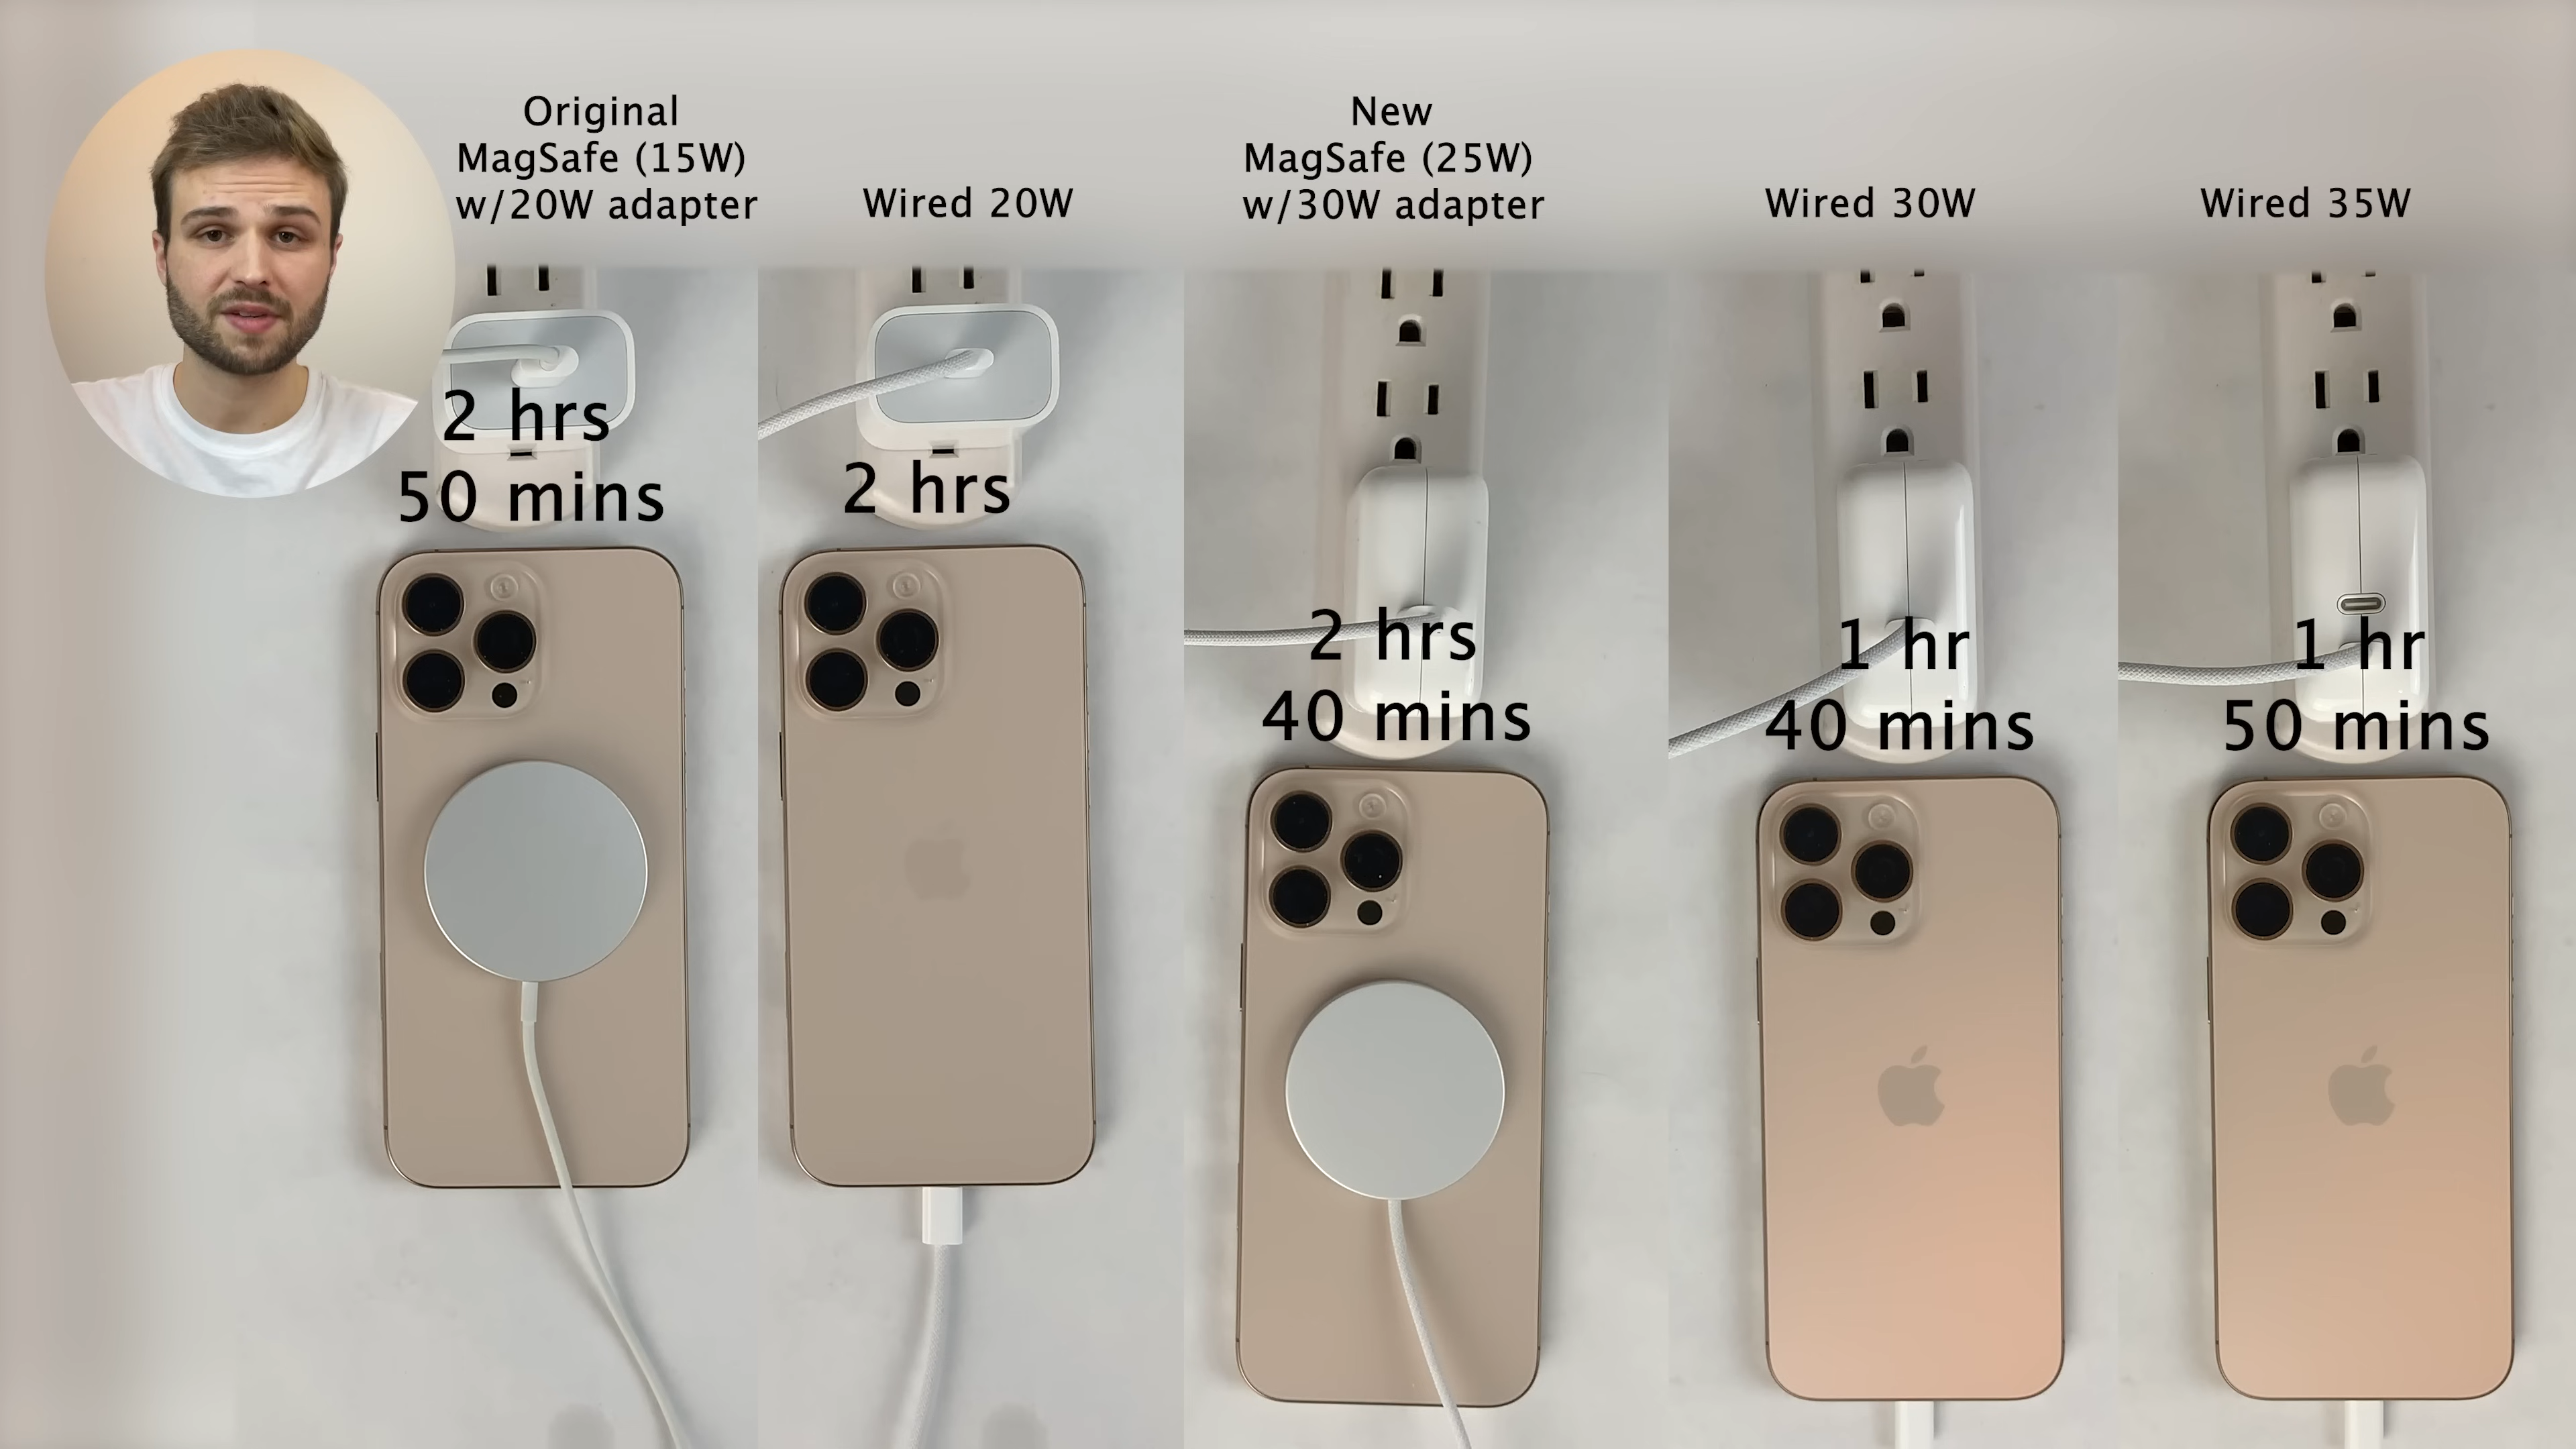 Original
MagSafe (15W)
w/20W adapter
2 hrs
50 mins
Wired 20W
2 hrs
New
MagSafe (25W)
w/30W adapter
2 hrs
40 mins
Wired 30W
1 hr
40 mins
Wired 35W
1 hr
50 mins